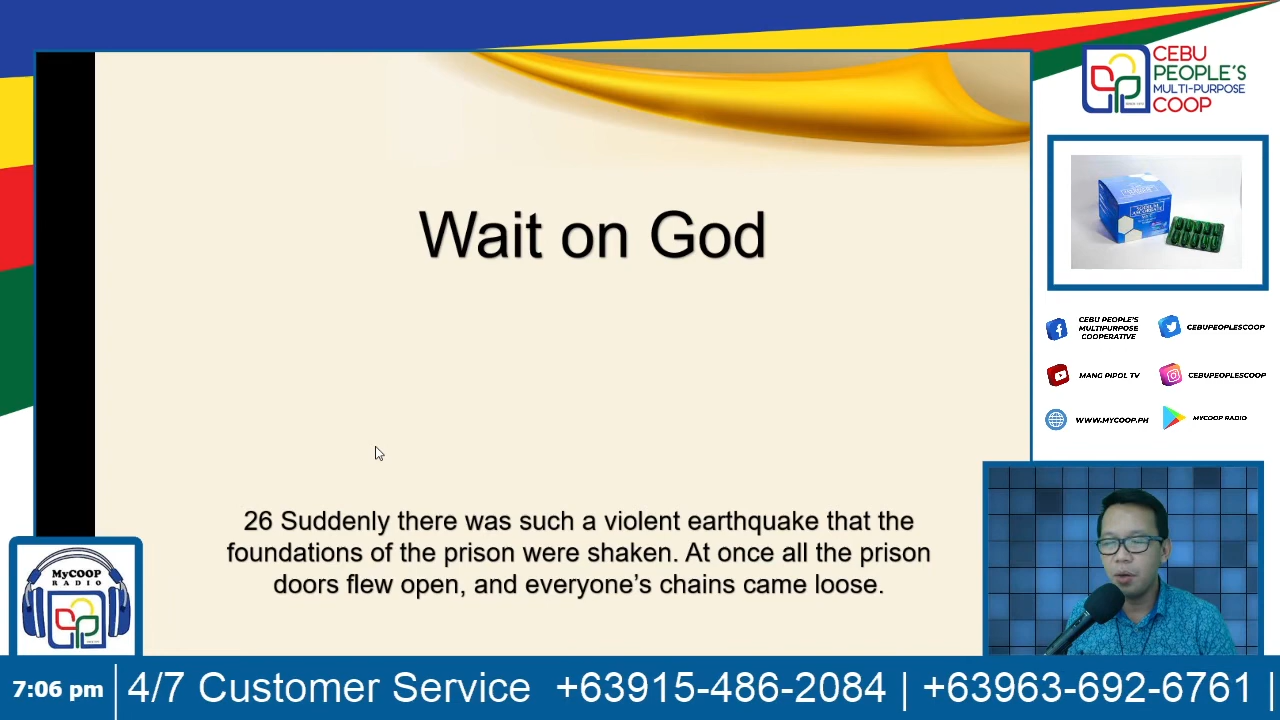 CEBU
PEOPLE'S
MULTI-PURPOSE
COOP
Wait on God
26 Suddenly there was such a violent earthquake that the
foundations of the prison were shaken. At once all the prison
doors flew open, and everyone's chains came loose.
CEBU PEOPLE'S
MULTIPURPOSE
COOPERATIVE
CEBUPEOPLESCOOP
MANG PIPOL TV
CEBUPEOPLESCOOP
WWW.MYCOOP.PH
MYCOOP RADIO
MYCOOP
RADIO
7:06 pm
4/7 Customer Service +63915-486-2084 | +63963-692-6761 |